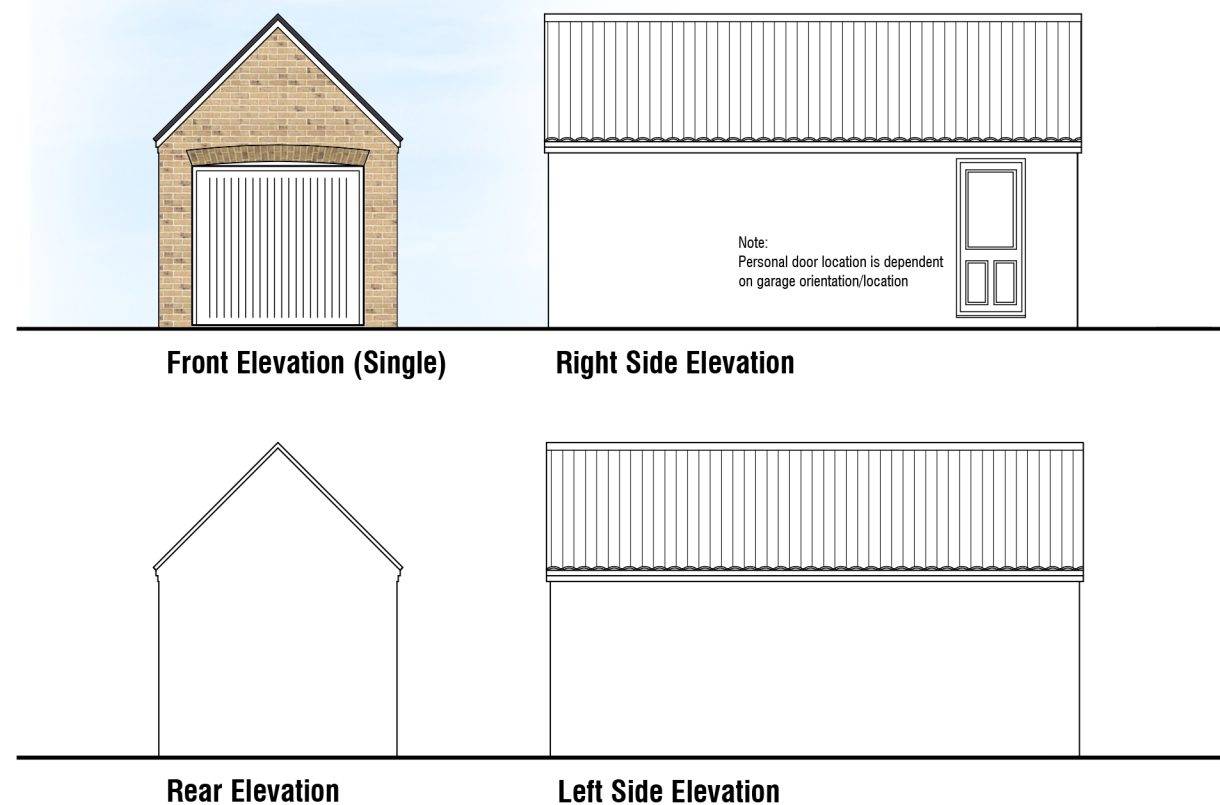 Note:
Personal door location is dependent
on garage orientation/location
Front Elevation (Single)
Right Side Elevation
Rear Elevation
Left Side Elevation